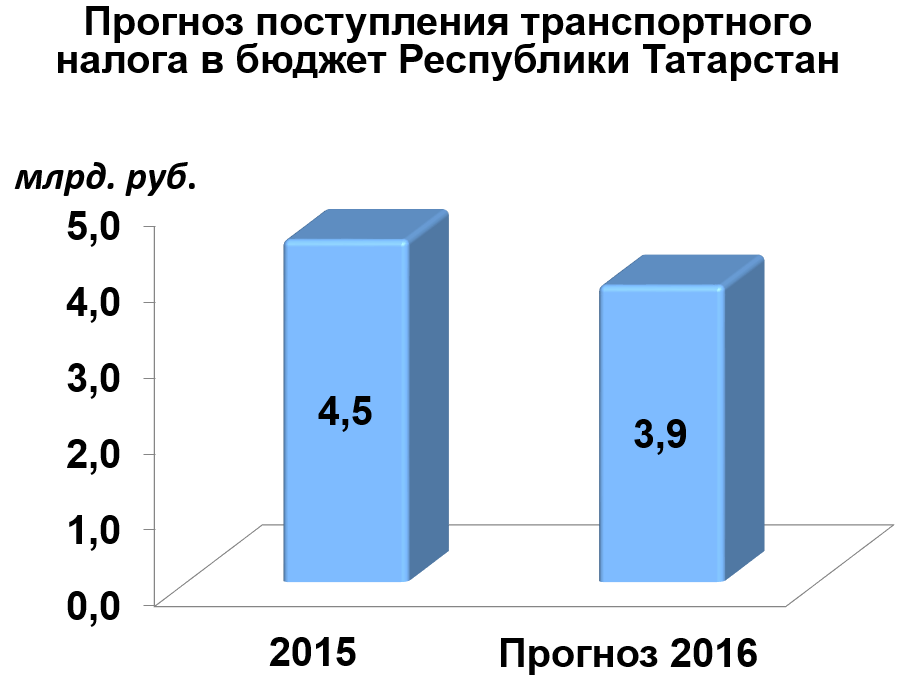 Прогноз поступления транспортного
налога в бюджет Республики Татарстан
млрд. руб.
5,0
4,0
3,0
2,0
1,0
0,0
4,5
3,9
2015
Прогноз 2016